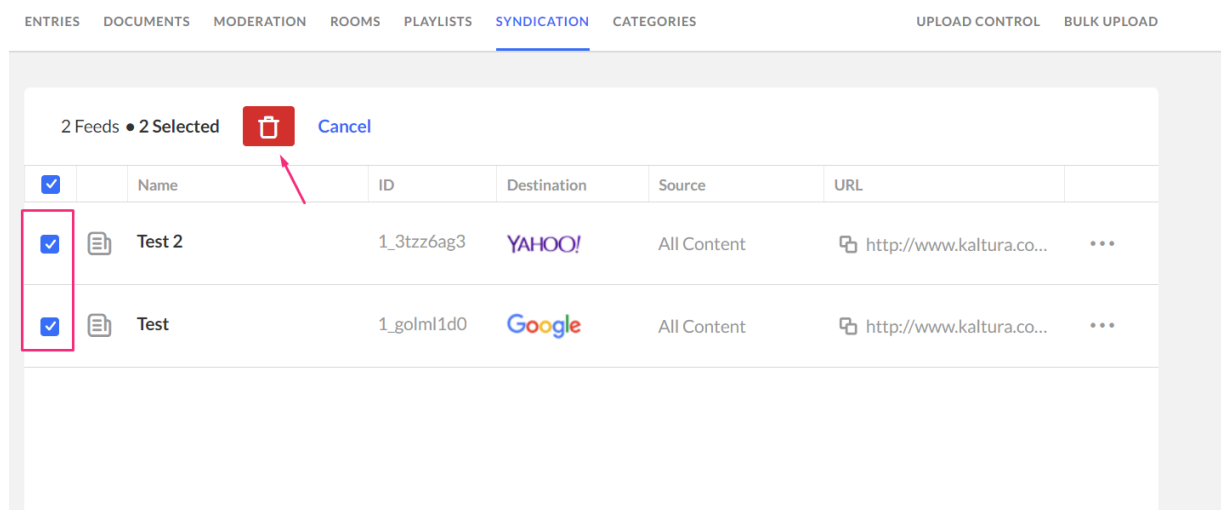 ENTRIES DOCUMENTS MODERATION ROOMS PLAYLISTS SYNDICATION CATEGORIES UPLOAD CONTROL BULK UPLOAD
2 Feeds ● 2 Selected Cancel
Name ID Destination Source URL
Test 2 1_3tzz6ag3 YAHOO! All Content http://www.kaltura.co... •••
Test 1_golml1d0 Google All Content http://www.kaltura.co... •••